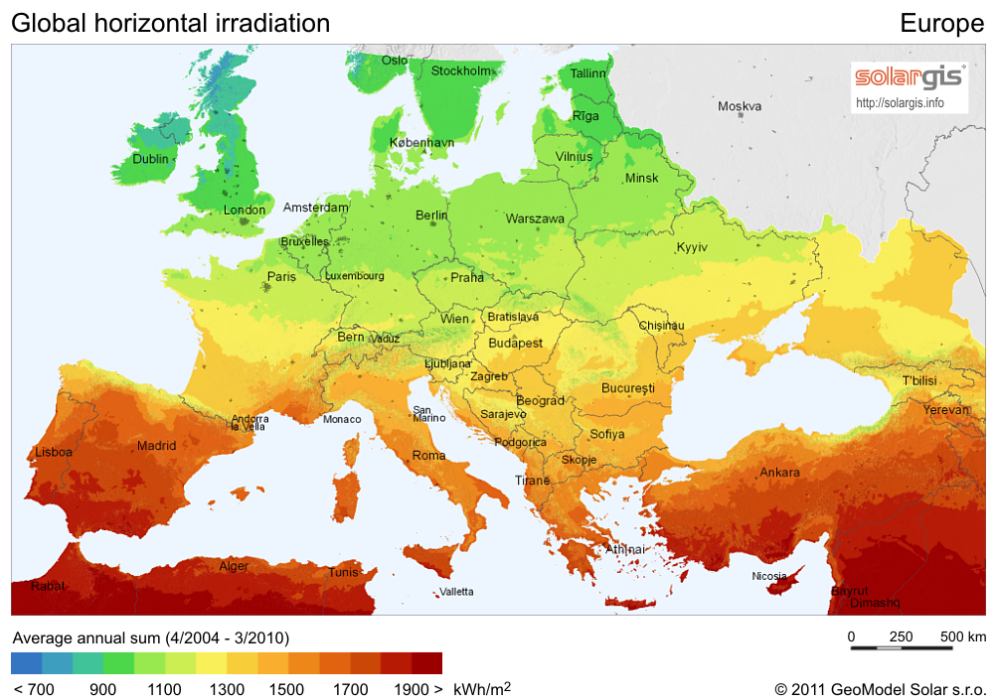 Global horizontal irradiation
Europe
Oslo
Stockholm
Tallinn
solargis
http://solargis.info
Moskva
Rīga
København
Dublin
Vilnius
Minsk
London
Amsterdam
Berlin
Warszawa
Bruxelles
Kyyiv
Paris
Luxembourg
Praha
Wien
Bratislava
Chişinău
Bern
Vaduz
Budapest
Ljubljana
Zagreb
T'bilisi
Bucureşti
Beograd
Andorra
la Vella
Monaco
San
Marino
Sarajevo
Yerevan
Lisboa
Madrid
Roma
Podgorica
Sofiya
Skopje
Ankara
Tiranë
Athínai
Alger
Tunis
Nicosia
Rabat
Valletta
Bayrut
Dimashq
Average annual sum (4/2004 - 3/2010)
0 250 500 km
< 700 900 1100 1300 1500 1700 1900 > kWh/m²
© 2011 GeoModel Solar s.r.o.